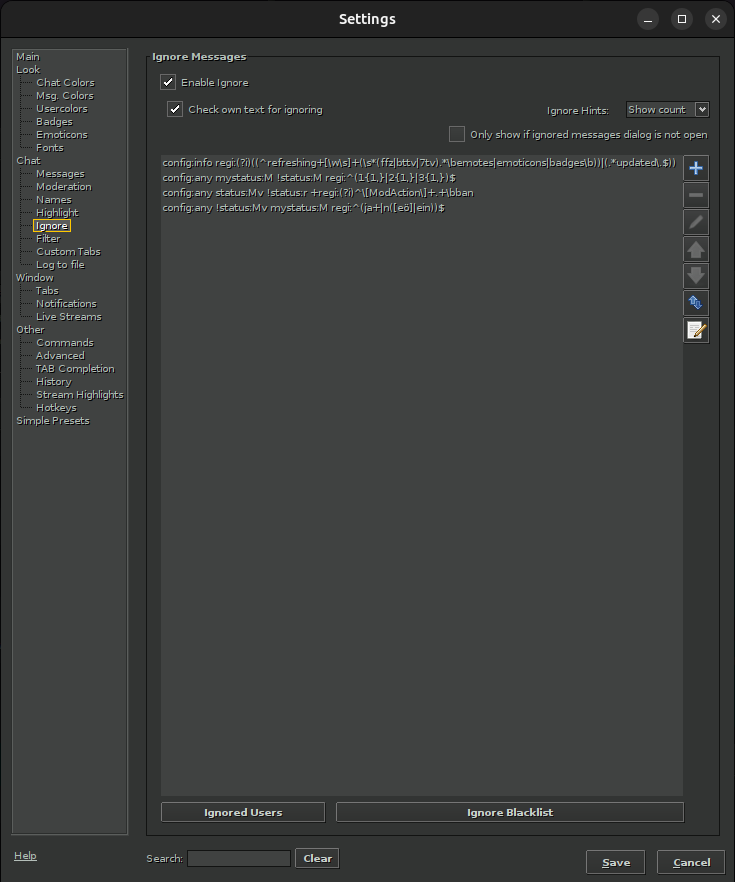 Settings
Main
Look
Chat Colors
Msg. Colors
Usercolors
Badges
Emoticons
Fonts
Chat
Messages
Moderation
Names
Highlight
Ignore
Filter
Custom Tabs
Log to file
Window
Tabs
Notifications
Live Streams
Other
Commands
Advanced
TAB Completion
History
Stream Highlights
Hotkeys
Simple Presets
Ignore Messages
Enable Ignore
Check own text for ignoring
Ignore Hints: Show count
Only show if ignored messages dialog is not open
config:info regi:(?i)((^refreshing+[\w\s]+(\s*(ffz|bttv|7tv).*\bemotes|emoticons|badges\b))|(.*updated\.$))
config:any mystatus:M !status:M regi:^(1{1,}|2{1,}|3{1,})$
config:any status:Mv !status:r +regi:(?i)^\[ModAction\]+.+\bban
config:any !status:Mv mystatus:M regi:^(ja+|n([eö]|ein))$
Ignored Users
Ignore Blacklist
Help
Search:
Clear
Save
Cancel